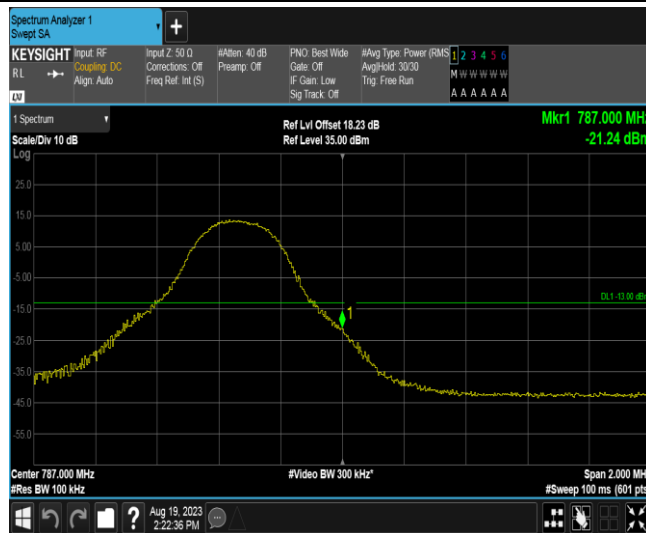 Spectrum Analyzer 1
Swept SA
+
KEYSIGHT
RL
LXI
Input: RF
Coupling: DC
Align: Auto
Input Z: 50 Ω
Corrections: Off
Freq Ref: Int (S)
#Atten: 40 dB
Preamp: Off
PNO: Best Wide
Gate: Off
IF Gain: Low
Sig Track: Off
#Avg Type: Power (RMS
Avg|Hold: 30/30
Trig: Free Run
1 2 3 4 5 6
M W W W W W
A A A A A A
1 Spectrum
Scale/Div 10 dB
Ref Lvl Offset 18.23 dB
Ref Level 35.00 dBm
Mkr1 787.000 MHz
-21.24 dBm
Log
25.0
15.0
5.00
-5.00
-15.0
-25.0
-35.0
-45.0
-55.0
DL1 -13.00 dBm
1
Center 787.000 MHz
#Res BW 100 kHz
#Video BW 300 kHz*
Span 2.000 MHz
#Sweep 100 ms (601 pts
?
Aug 19, 2023
2:22:36 PM